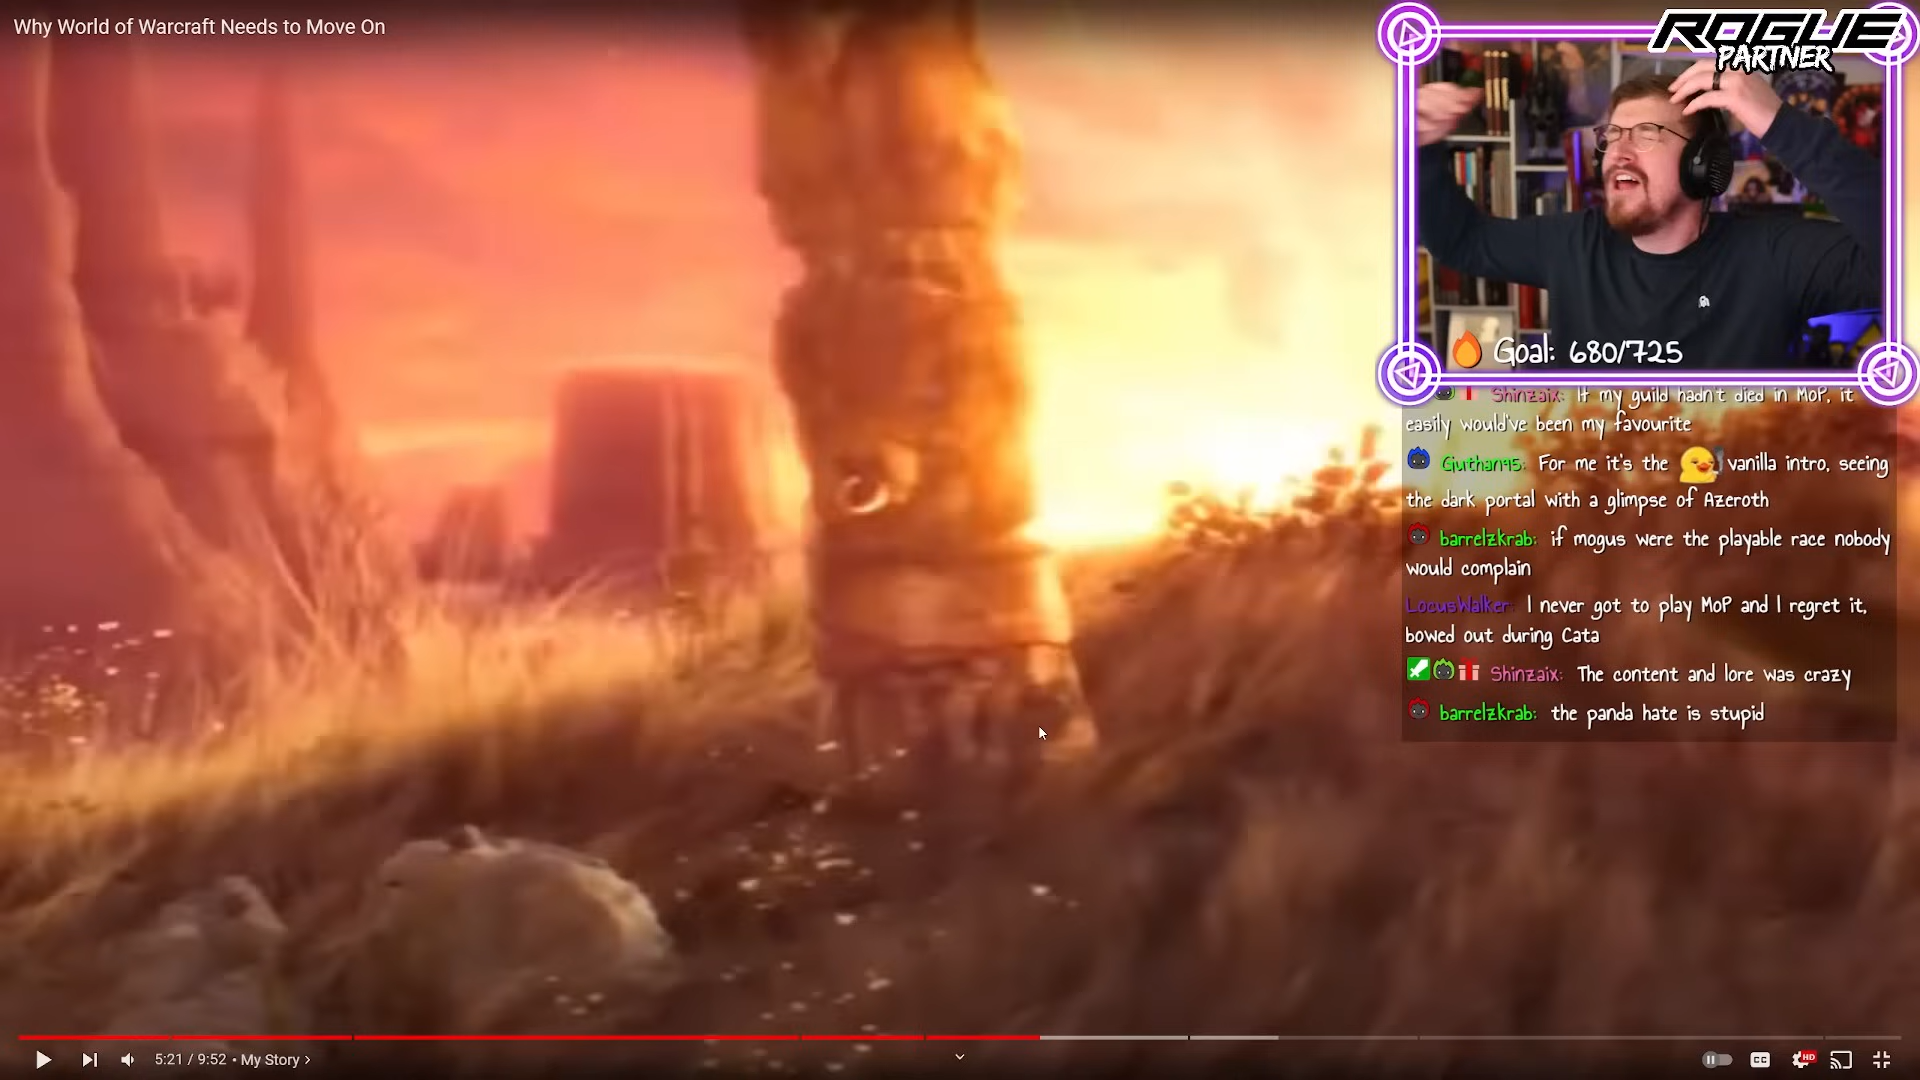 Why World of Warcraft Needs to Move On
ROGUE
PARTNER
Goal: 680/725
Shinzaix: If my guild hadn't died in MoP, it
easily would've been my favourite
Giuthan95: For me it's the vanilla intro, seeing
the dark portal with a glimpse of Azeroth
barrelzkrab: if mogus were the playable race nobody
would complain
LocusWalker: I never got to play MoP and I regret it,
bowed out during Cata
Shinzaix: The content and lore was crazy
barrelzkrab: the panda hate is stupid
5:21 / 9:52 • My Story ›
CC
HD